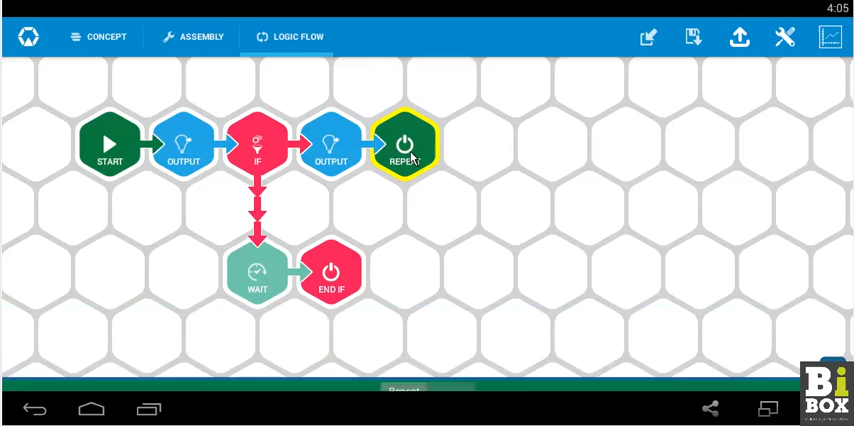 4:05
CONCEPT
ASSEMBLY
LOGIC FLOW
START
OUTPUT
IF
OUTPUT
REPEAT
WAIT
END IF
Repeat
Bi
BOX